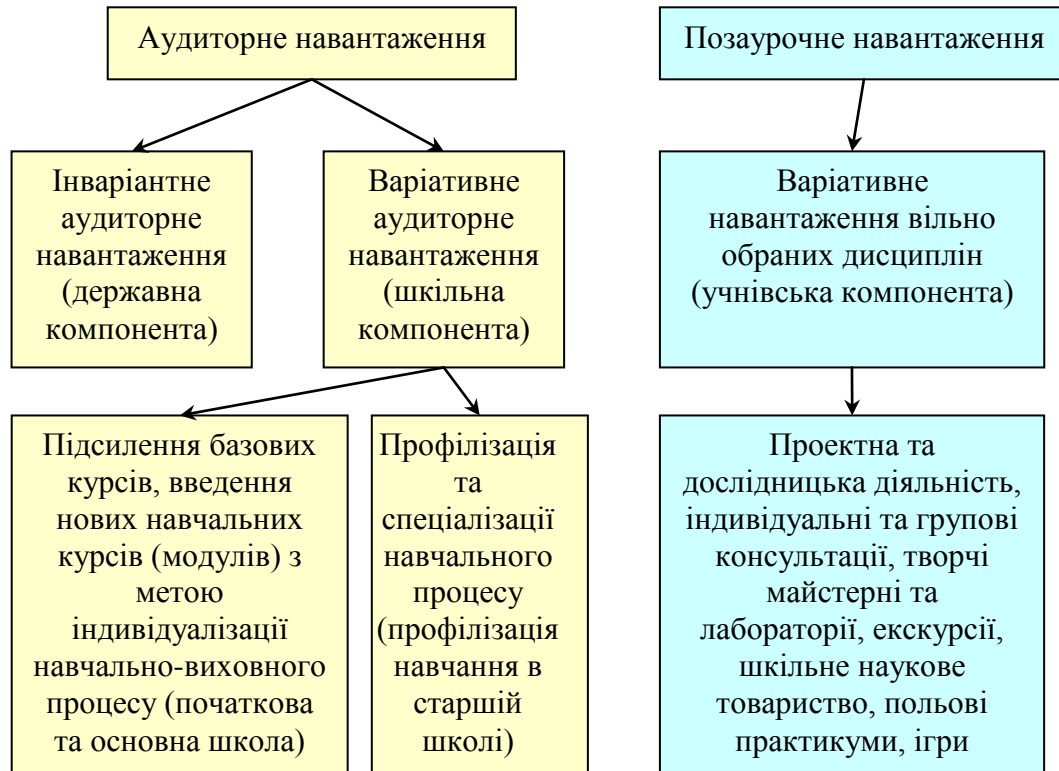 Аудиторне навантаження
Позаурочне навантаження
Інваріантне
аудиторне
навантаження
(державна
компонента)
Варіативне
аудиторне
навантаження
(шкільна
компонента)
Варіативне
навантаження вільно
обраних дисциплін
(учнівська компонента)
Підсилення базових
курсів, введення
нових навчальних
курсів (модулів) з
метою
індивідуалізації
навчально-виховного
процесу (початкова
та основна школа)
Профілізація
та
спеціалізації
навчального
процесу
(профілізація
навчання в
старшій
школі)
Проектна та
дослідницька діяльність,
індивідуальні та групові
консультації, творчі
майстерні та
лабораторії, екскурсії,
шкільне наукове
товариство, польові
практикуми, ігри